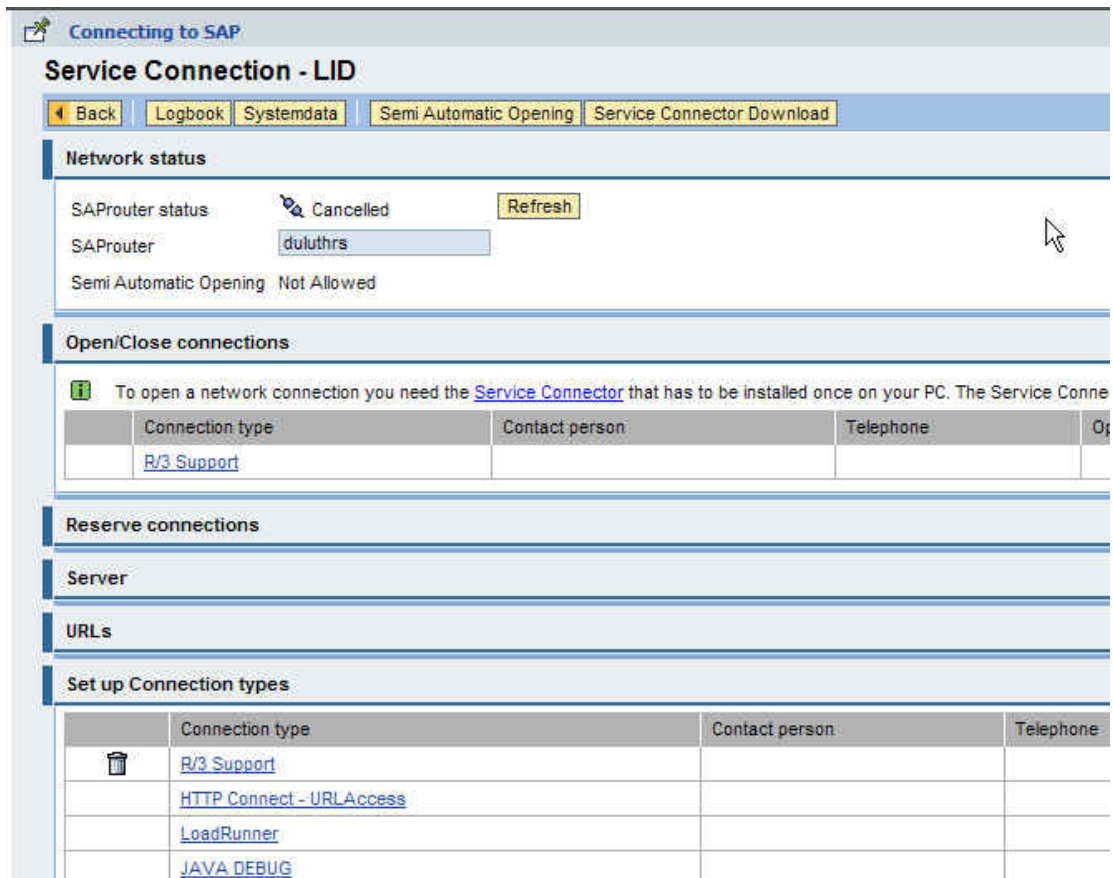 Connecting to SAP
Service Connection - LID
Back Logbook Systemdata Semi Automatic Opening Service Connector Download
Network status
SAProuter status Cancelled Refresh
SAProuter duluthrs
Semi Automatic Opening Not Allowed
Open/Close connections
To open a network connection you need the Service Connector that has to be installed once on your PC. The Service Conne
Connection type Contact person Telephone Op
R/3 Support
Reserve connections
Server
URLs
Set up Connection types
Connection type Contact person Telephone
R/3 Support
HTTP Connect - URLAccess
LoadRunner
JAVA DEBUG